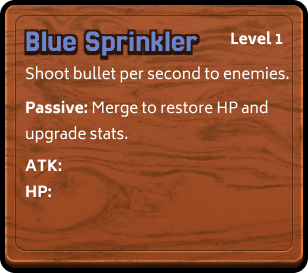 Blue Sprinkler Level 1
Shoot bullet per second to enemies.
Passive: Merge to restore HP and
upgrade stats.
ATK:
HP: